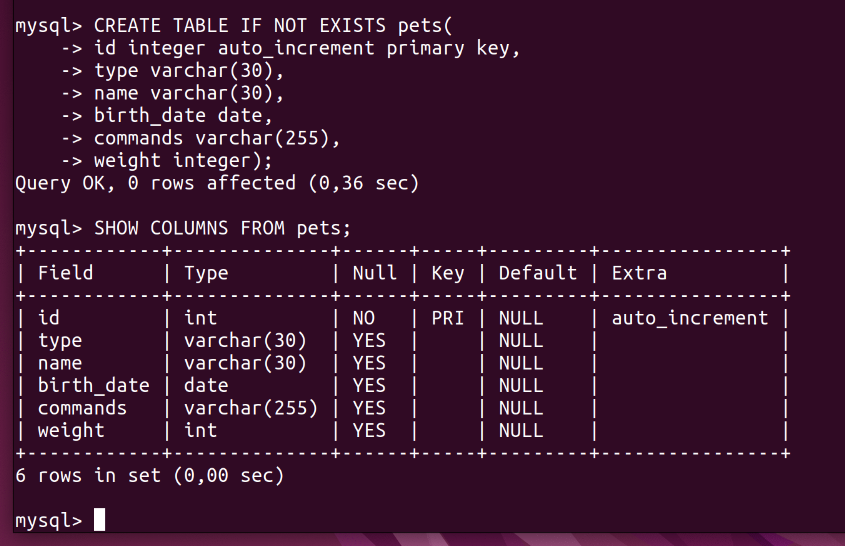 mysql> CREATE TABLE IF NOT EXISTS pets(
    -> id integer auto_increment primary key,
    -> type varchar(30),
    -> name varchar(30),
    -> birth_date date,
    -> commands varchar(255),
    -> weight integer);
Query OK, 0 rows affected (0,36 sec)

mysql> SHOW COLUMNS FROM pets;
+------------+--------------+------+-----+---------+----------------+
| Field      | Type         | Null | Key | Default | Extra          |
+------------+--------------+------+-----+---------+----------------+
| id         | int          | NO   | PRI | NULL    | auto_increment |
| type       | varchar(30)  | YES  |     | NULL    |                |
| name       | varchar(30)  | YES  |     | NULL    |                |
| birth_date | date         | YES  |     | NULL    |                |
| commands   | varchar(255) | YES  |     | NULL    |                |
| weight     | int          | YES  |     | NULL    |                |
+------------+--------------+------+-----+---------+----------------+
6 rows in set (0,00 sec)

mysql>